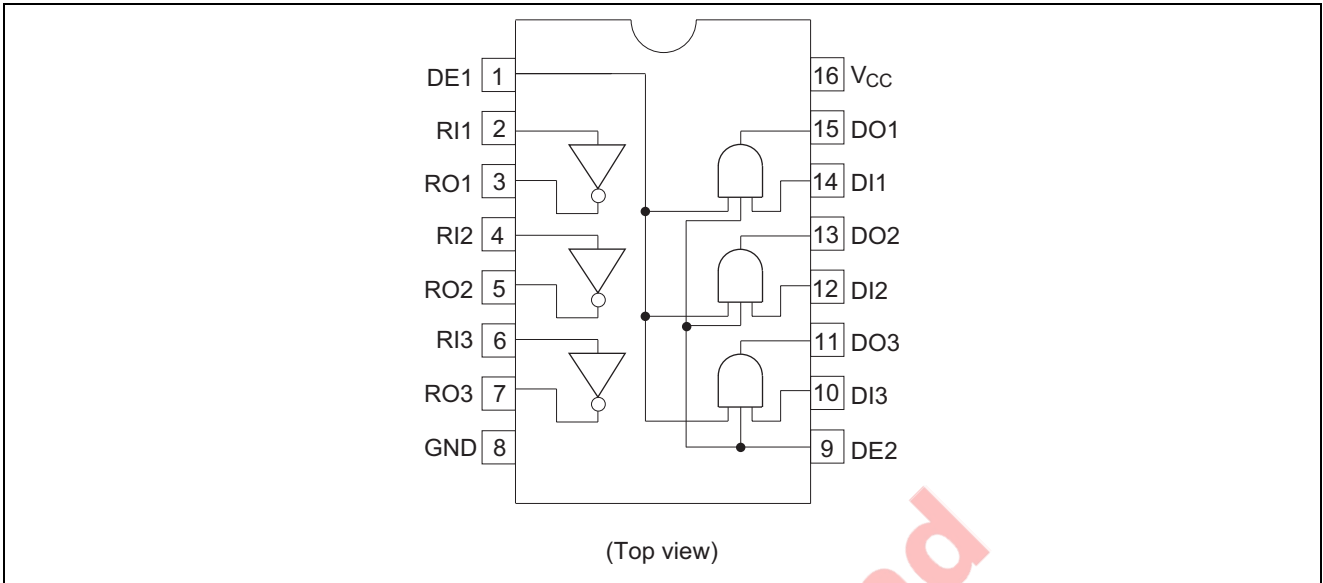 DE1 1
RI1 2
RO1 3
RI2 4
RO2 5
RI3 6
RO3 7
GND 8
16 VCC
15 DO1
14 DI1
13 DO2
12 DI2
11 DO3
10 DI3
9 DE2
(Top view)